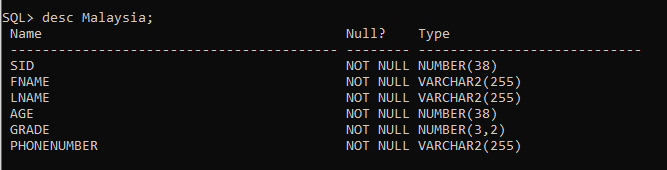 SQL> desc Malaysia;
 Name                                      Null?    Type
 ----------------------------------------- -------- ----------------------------
 SID                                       NOT NULL NUMBER(38)
 FNAME                                     NOT NULL VARCHAR2(255)
 LNAME                                     NOT NULL VARCHAR2(255)
 AGE                                       NOT NULL NUMBER(38)
 GRADE                                     NOT NULL NUMBER(3,2)
 PHONENUMBER                               NOT NULL VARCHAR2(255)